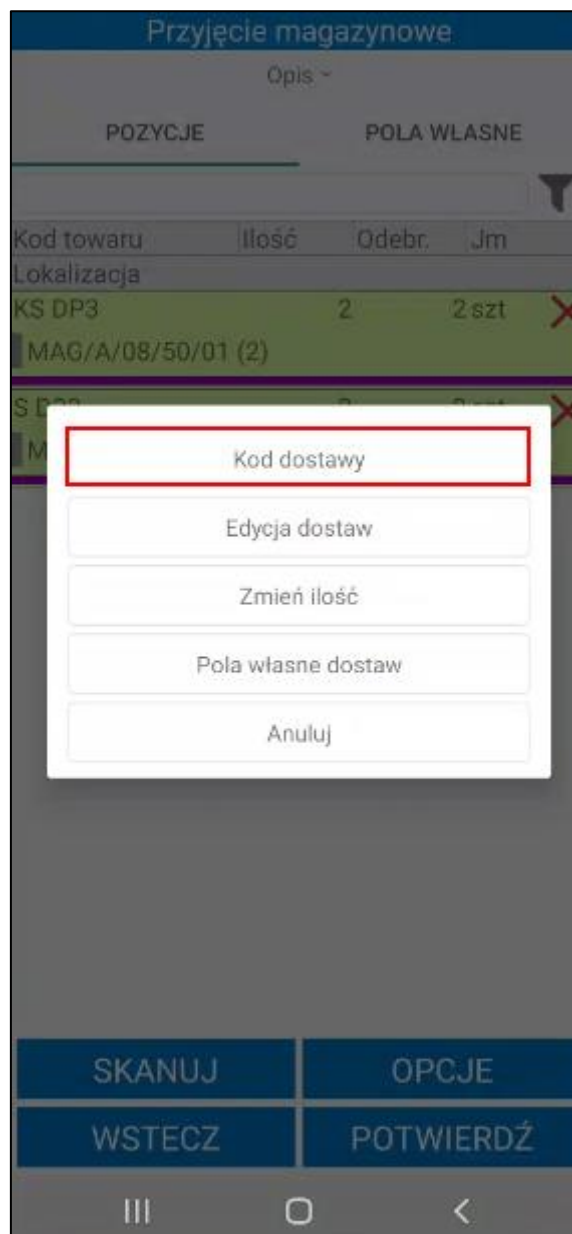 Przyjęcie magazynowe
Opis
POZYCJE POLA WŁASNE
Kod towaru Ilość Odebr. Jm
Lokalizacja
KS DP3 2 2 szt
MAG/A/08/50/01 (2)
Kod dostawy
Edycja dostaw
Zmień ilość
Pola własne dostaw
Anuluj
SKANUJ OPCJE
WSTECZ POTWIERDŹ